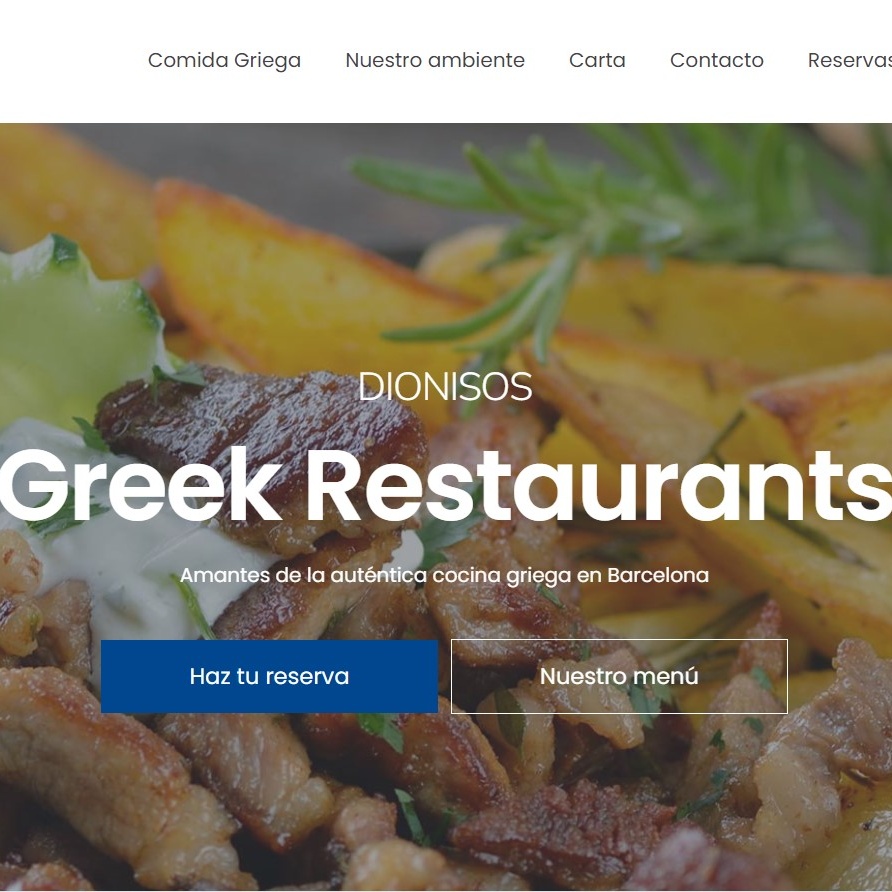 Comida Griega Nuestro ambiente Carta Contacto Reservas
DIONISOS
Greek Restaurants
Amantes de la auténtica cocina griega en Barcelona
Haz tu reserva Nuestro menú